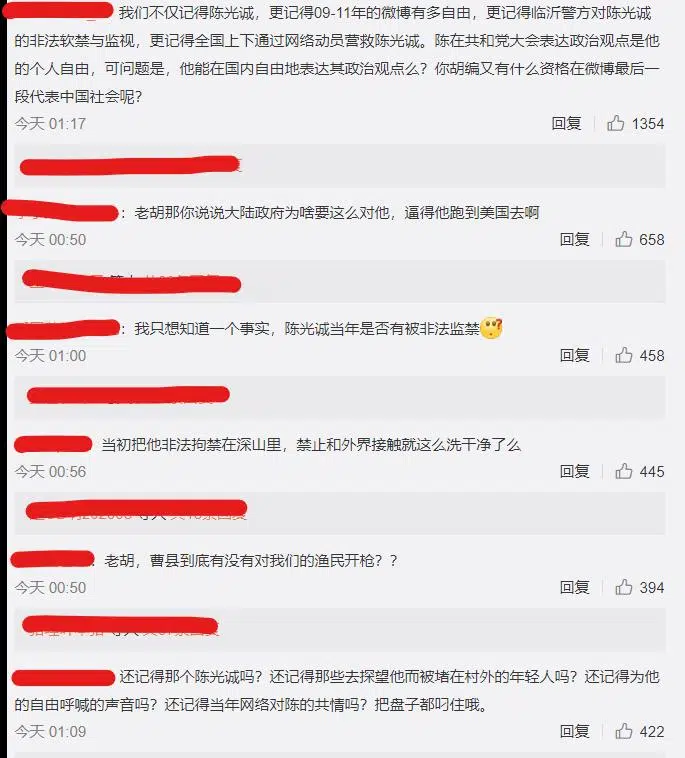 我们不仅记得陈光诚，更记得09-11年的微博有多自由，更记得临沂警方对陈光诚
的非法软禁与监视，更记得全国上下通过网络动员营救陈光诚。陈在共和党大会表达政治观点是他
的个人自由，可问题是，他能在国内自由地表达其政治观点么？你胡编又有什么资格在微博最后一
段代表中国社会呢？
今天 01:17 回复 1354
：老胡那你说说大陆政府为啥要这么对他，逼得他跑到美国去啊
今天 00:50 回复 658
：我只想知道一个事实，陈光诚当年是否有被非法监禁
今天 01:00 回复 458
当初把他非法拘禁在深山里，禁止和外界接触就这么洗干净了么
今天 00:56 回复 445
：老胡，曹县到底有没有对我们的渔民开枪？？
今天 00:50 回复 394
还记得那个陈光诚吗？还记得那些去探望他而被堵在村外的年轻人吗？还记得为他
的自由呼喊的声音吗？还记得当年网络对陈的共情吗？把盘子都叼住哦。
今天 01:09 回复 422